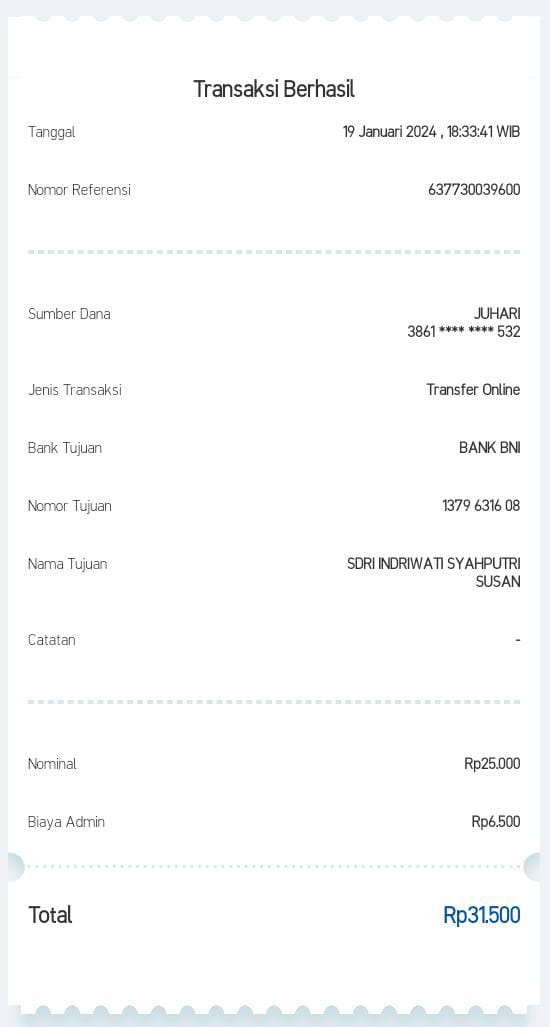 Transaksi Berhasil
Tanggal 19 Januari 2024 , 18:33:41 WIB
Nomor Referensi 637730039600
Sumber Dana JUHARI
3861 **** **** 532
Jenis Transaksi Transfer Online
Bank Tujuan BANK BNI
Nomor Tujuan 1379 6316 08
Nama Tujuan SDRI INDRIWATI SYAHPUTRI
SUSAN
Catatan -
Nominal Rp25.000
Biaya Admin Rp6.500
Total Rp31.500